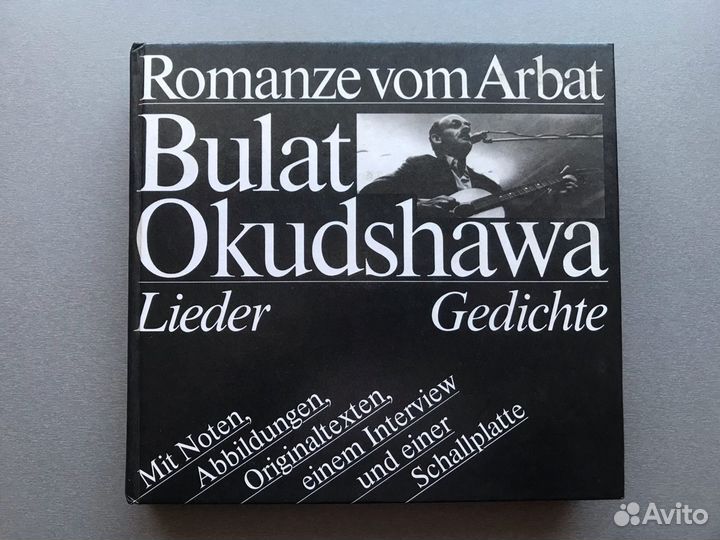 Romanze vom Arbat
Bulat
Okudshawa
Lieder Gedichte
Mit Noten,
Abbildungen,
Originaltexten,
einem Interview
und einer
Schallplatte
Avito